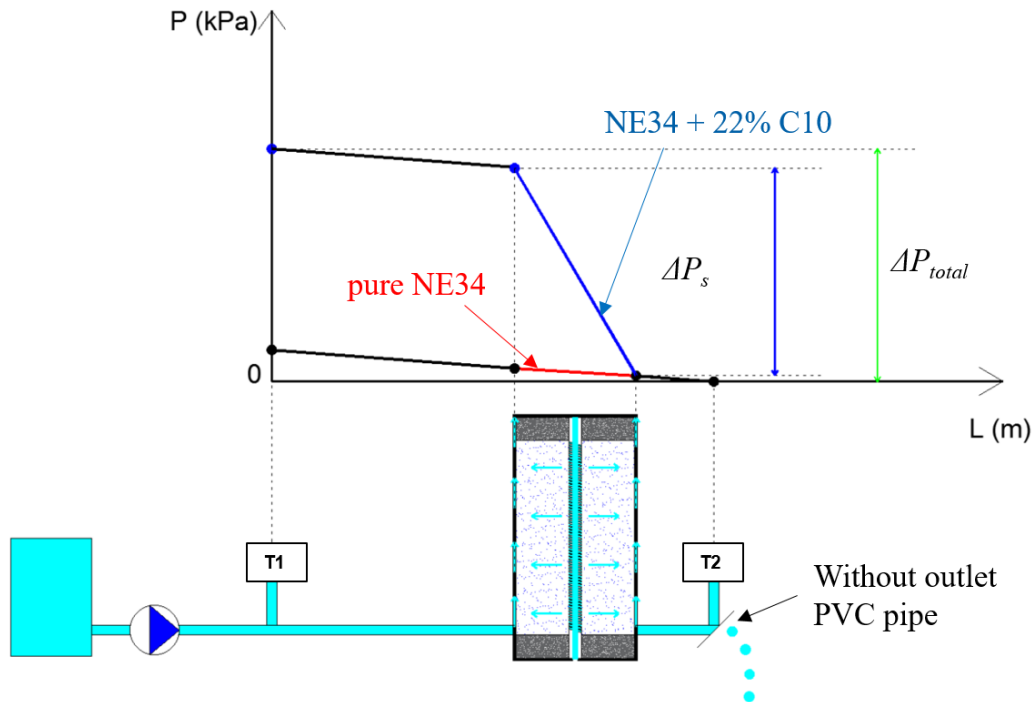 P (kPa)
NE34 + 22% C10
ΔPs
ΔPtotal
pure NE34
0
L (m)
T1
T2
Without outlet
PVC pipe